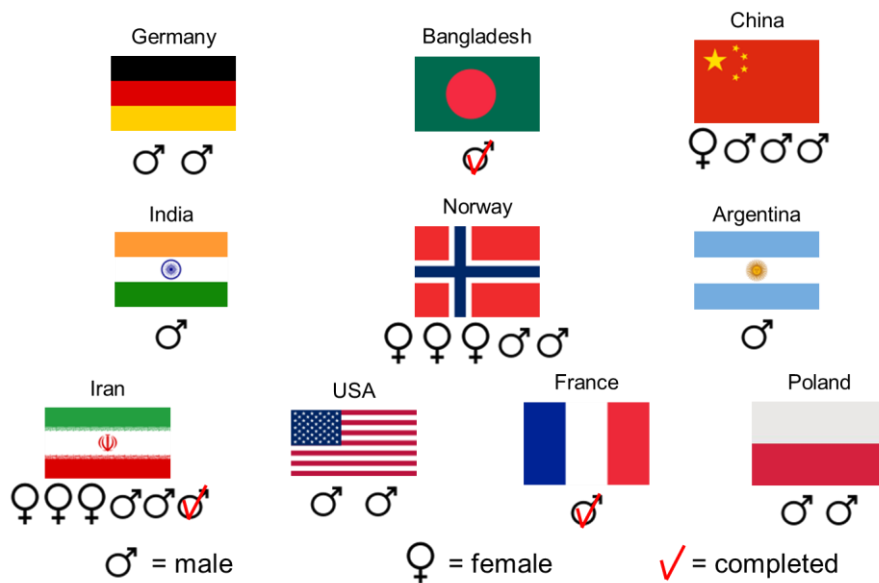 Germany
Bangladesh
China
India
Norway
Argentina
Iran
USA
France
Poland
= male
= female
= completed